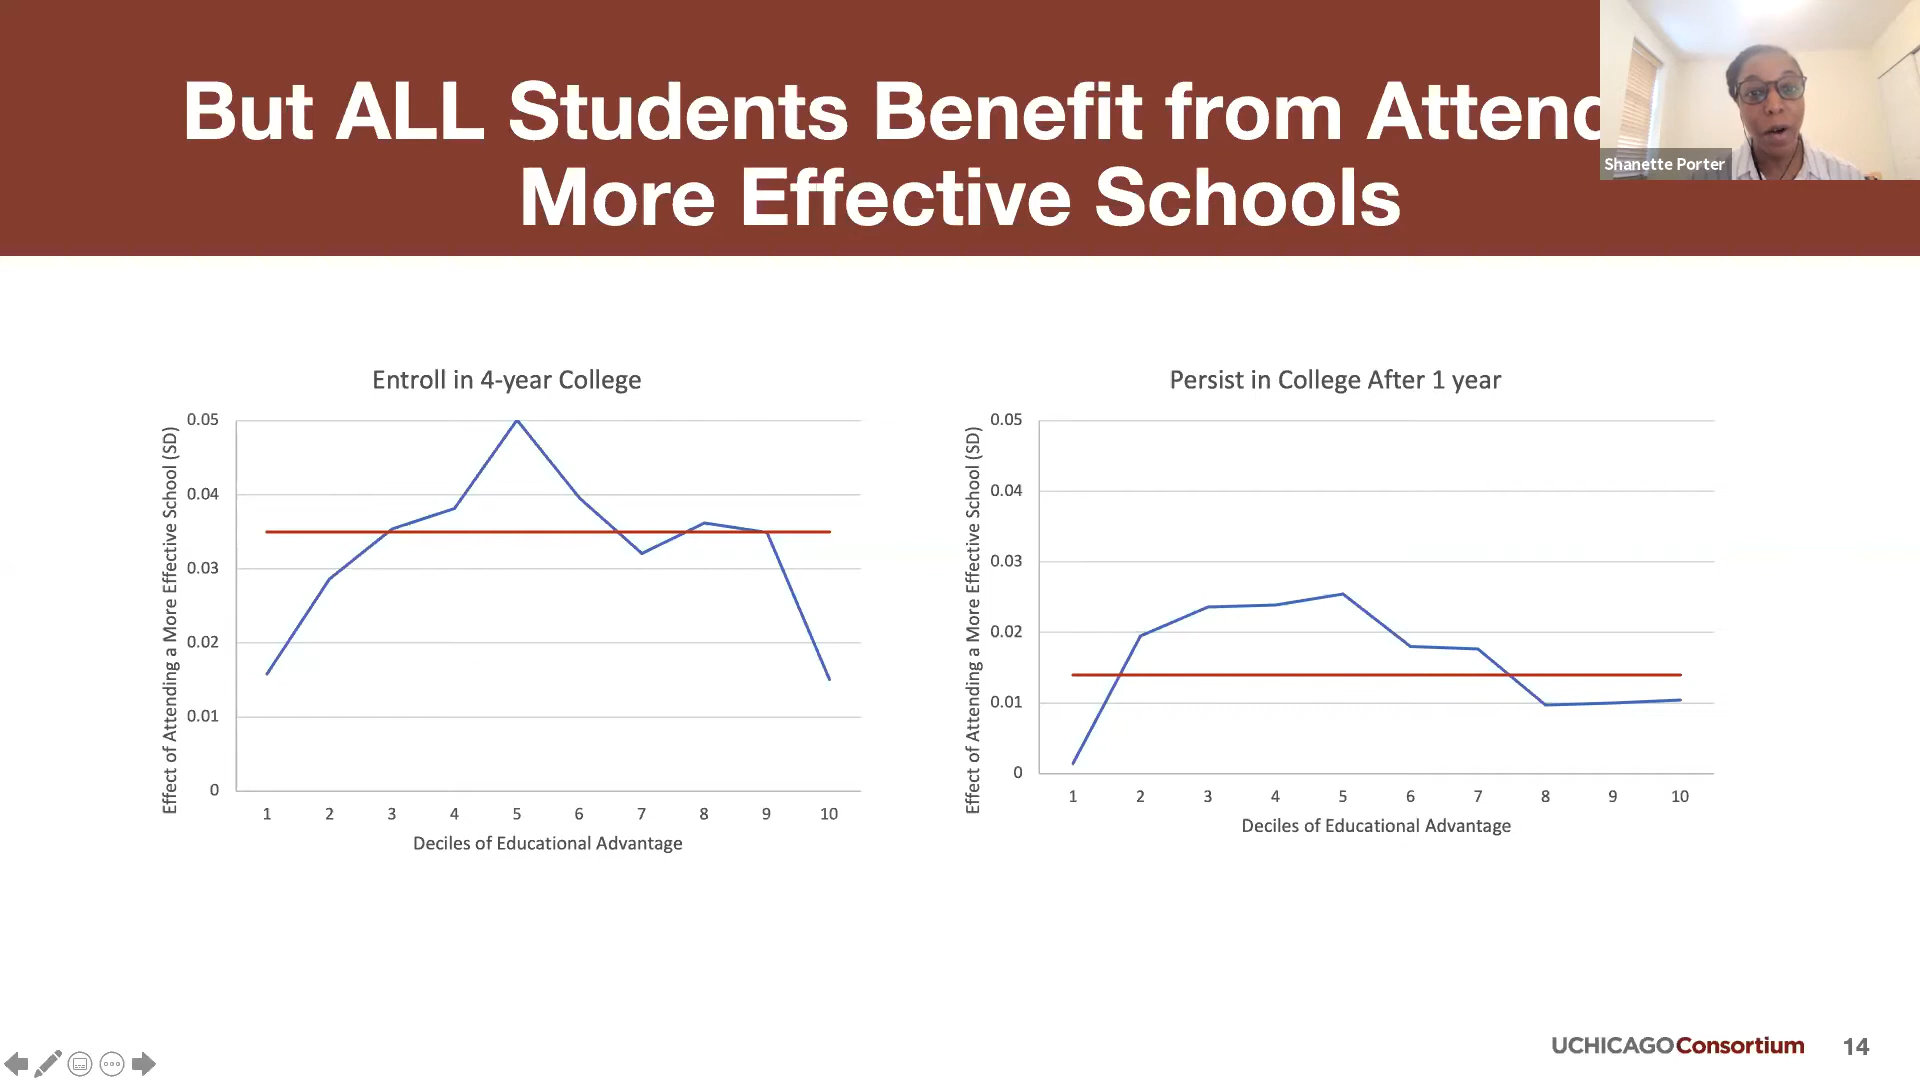 But ALL Students Benefit from Attend
More Effective Schools
Shanette Porter
Entroll in 4-year College
Effect of Attending a More Effective School (SD)
0.05
0.04
0.03
0.02
0.01
0
1 2 3 4 5 6 7 8 9 10
Deciles of Educational Advantage
Persist in College After 1 year
Effect of Attending a More Effective School (SD)
0.05
0.04
0.03
0.02
0.01
0
1 2 3 4 5 6 7 8 9 10
Deciles of Educational Advantage
UCHICAGOConsortium 14